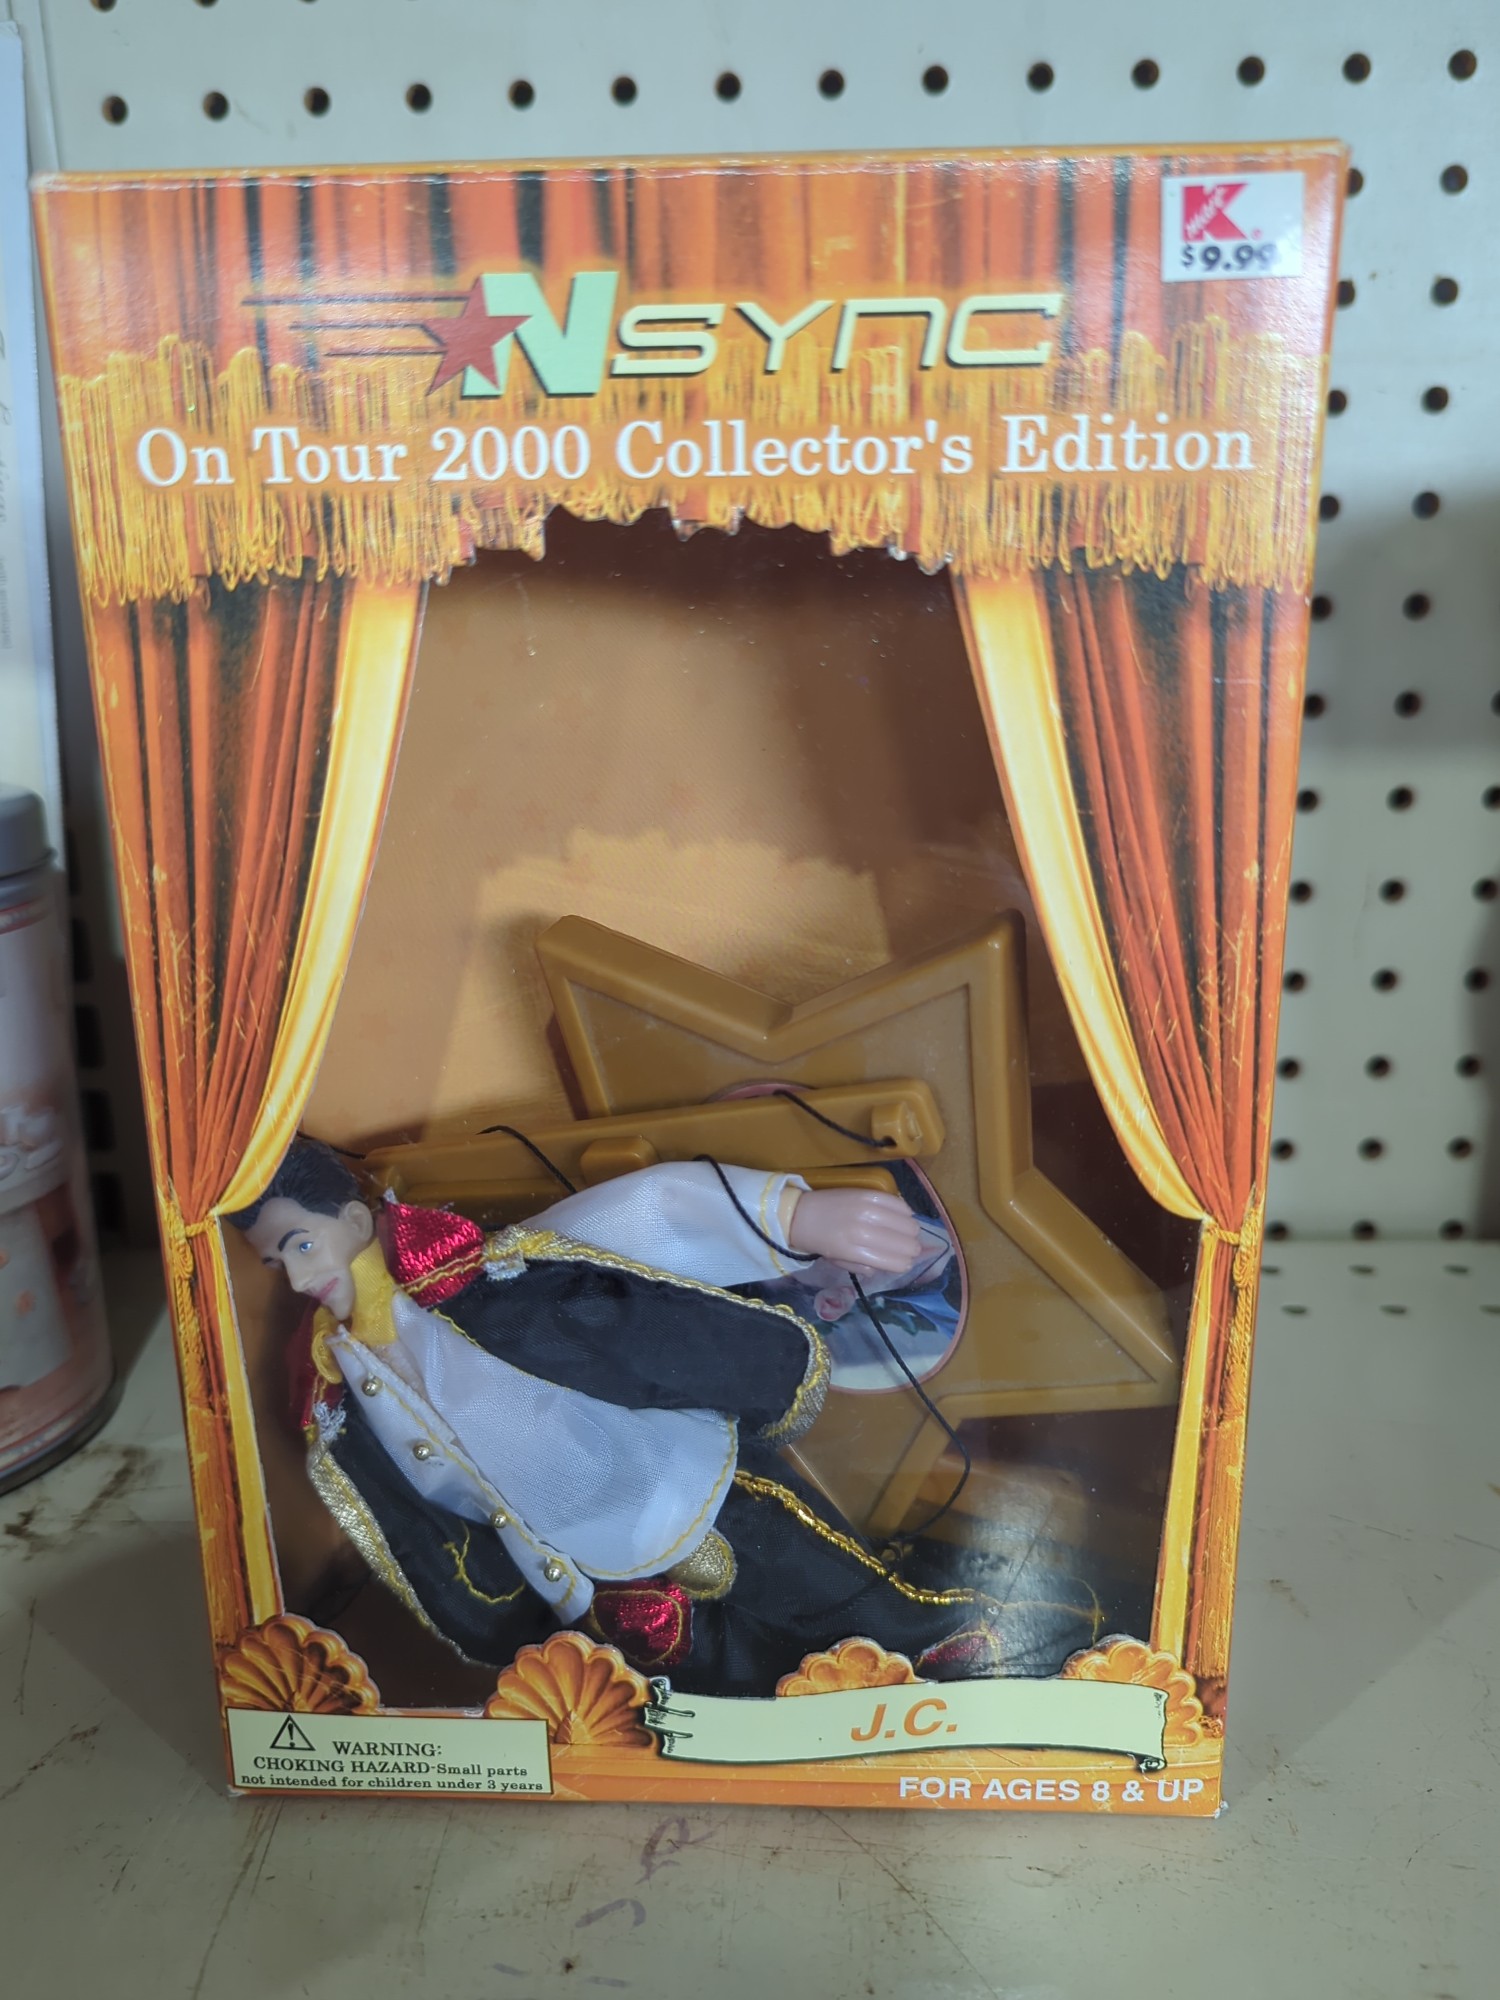 Kmart
$9.99
NSYNC
On Tour 2000 Collector's Edition
J.C.
WARNING:
CHOKING HAZARD-Small parts
not intended for children under 3 years
FOR AGES 8 & UP